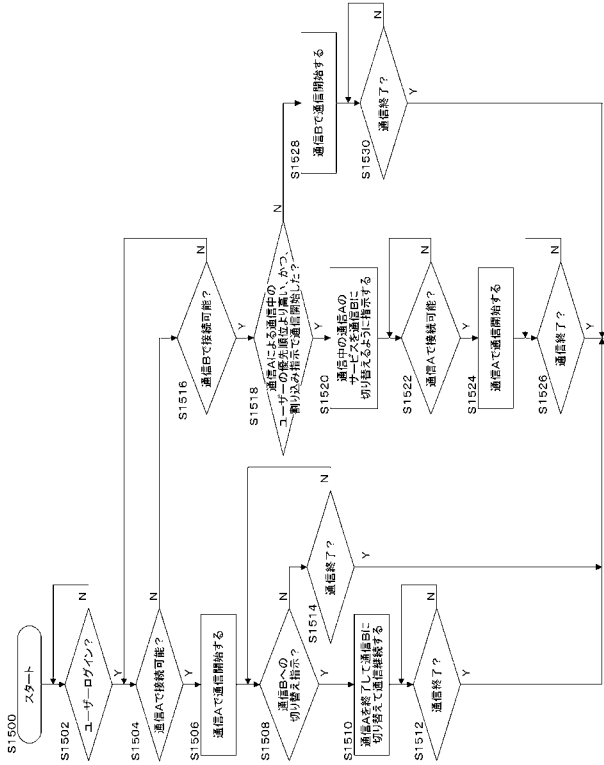 S1500
スタート
S1502
ユーザーログイン？
N
Y
S1504
通信Aで接続可能？
N
Y
S1506
通信Aで通信開始する
S1508
通信Bへの
切り替え指示？
N
Y
S1510
通信Aを終了して通信Bに
切り替えて通信継続する
S1512
通信終了？
N
Y
S1514
通信終了？
N
Y
S1516
通信Bで接続可能？
N
Y
S1518
通信Aによる通信中の
ユーザーの優先順位より高い、かつ、
割り込み指示で通信開始した？
N
Y
S1520
通信中の通信Aの
サービスを通信Bに
切り替えるように指示する
S1522
通信Aで接続可能？
N
Y
S1524
通信Aで通信開始する
S1526
通信終了？
N
Y
S1528
通信Bで通信開始する
S1530
通信終了？
N
Y